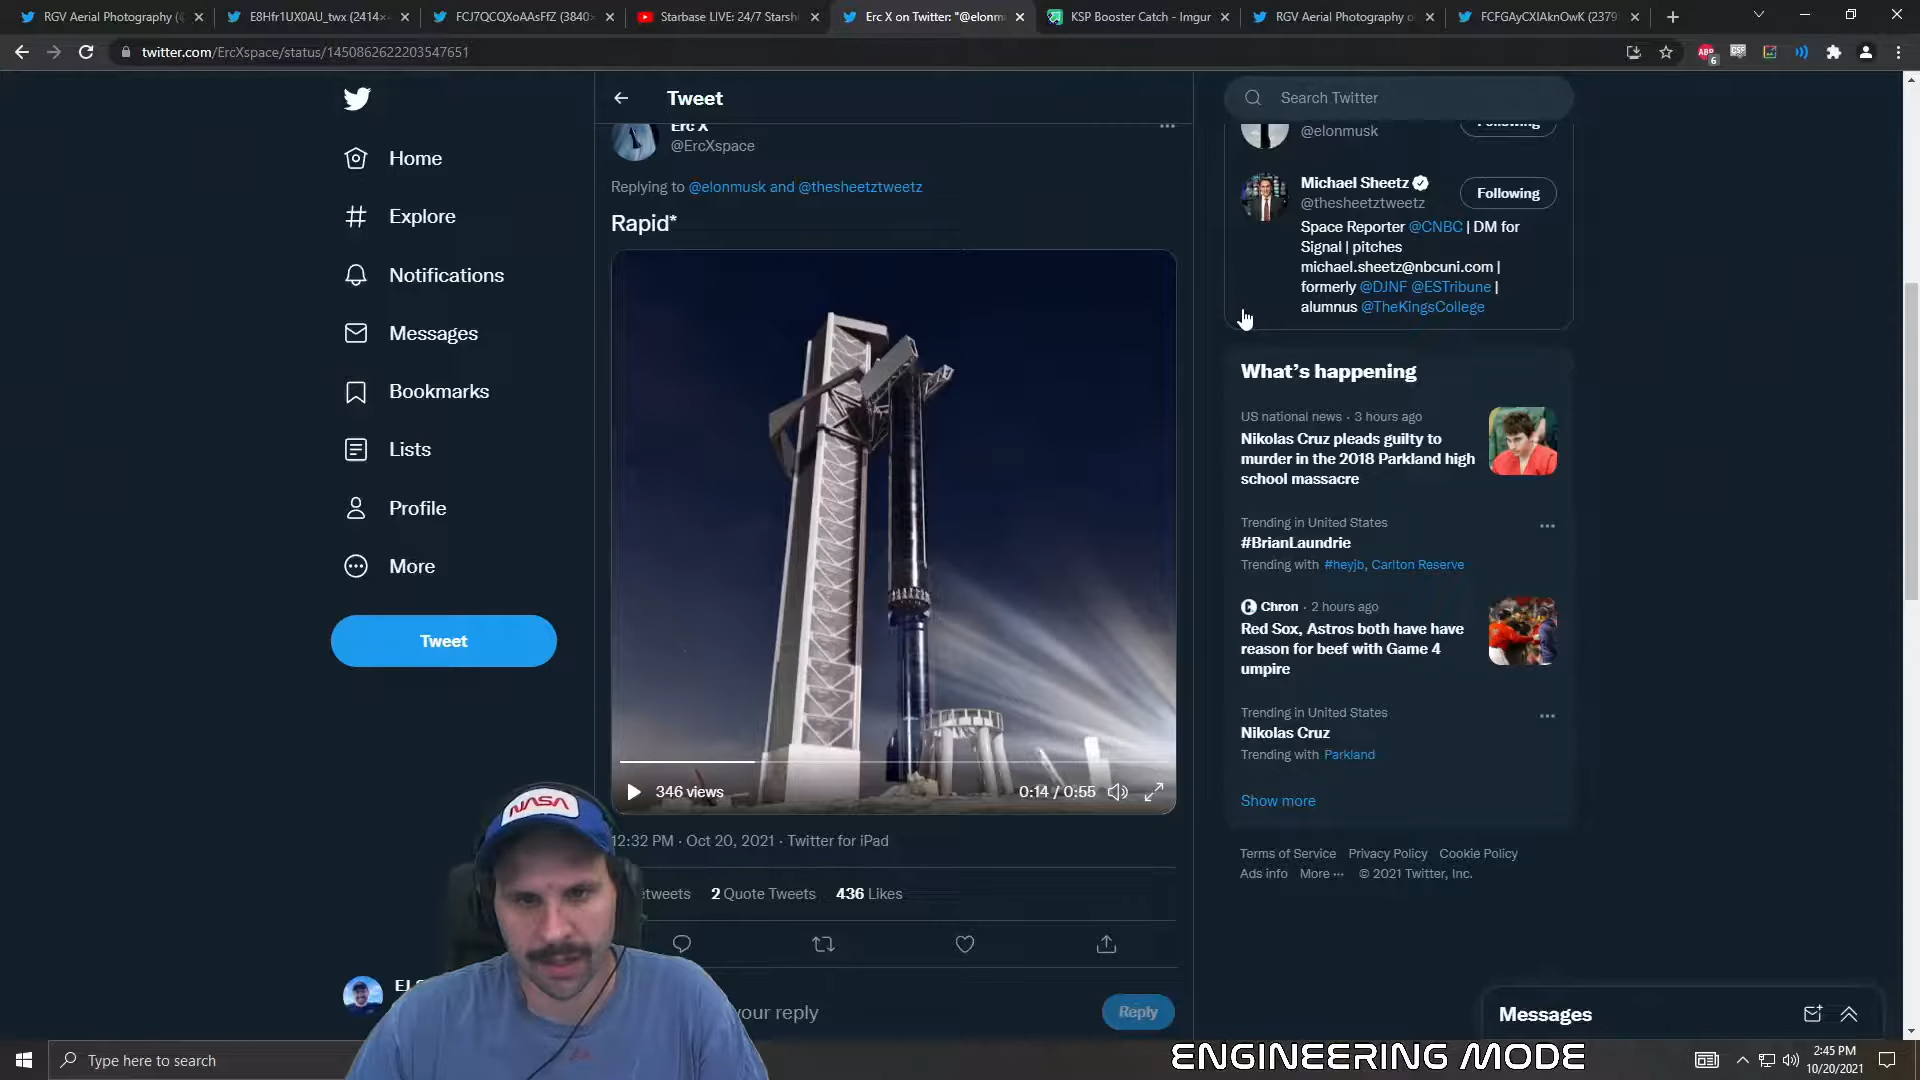 RGV Aerial Photography (@
E8Hfr1UX0AU_twx (2414×
FCJ7QCQXoAAsFfZ (3840×
Starbase LIVE: 24/7 Starshi
Erc X on Twitter: "@elonm
KSP Booster Catch - Imgur
RGV Aerial Photography o
FCFGAyCXIAknOwK (2379
twitter.com/ErcXspace/status/1450862622203547651
Tweet
Search Twitter
Erc X
@ErcXspace
Replying to @elonmusk and @thesheetztweetz
Rapid*
346 views
0:14 / 0:55
12:32 PM · Oct 20, 2021 · Twitter for iPad
etweets 2 Quote Tweets 436 Likes
your reply
Reply
Home
Explore
Notifications
Messages
Bookmarks
Lists
Profile
More
Tweet
@elonmusk
Following
Michael Sheetz
@thesheetztweetz
Following
Space Reporter @CNBC | DM for
Signal | pitches
michael.sheetz@nbcuni.com |
formerly @DJNF @ESTribune |
alumnus @TheKingsCollege
What's happening
US national news · 3 hours ago
Nikolas Cruz pleads guilty to
murder in the 2018 Parkland high
school massacre
Trending in United States
#BrianLaundrie
Trending with #heyjb, Carlton Reserve
Chron · 2 hours ago
Red Sox, Astros both have have
reason for beef with Game 4
umpire
Trending in United States
Nikolas Cruz
Trending with Parkland
Show more
Terms of Service Privacy Policy Cookie Policy
Ads info More ··· © 2021 Twitter, Inc.
Messages
NASA
ENGINEERING MODE
Type here to search
2:45 PM
10/20/2021